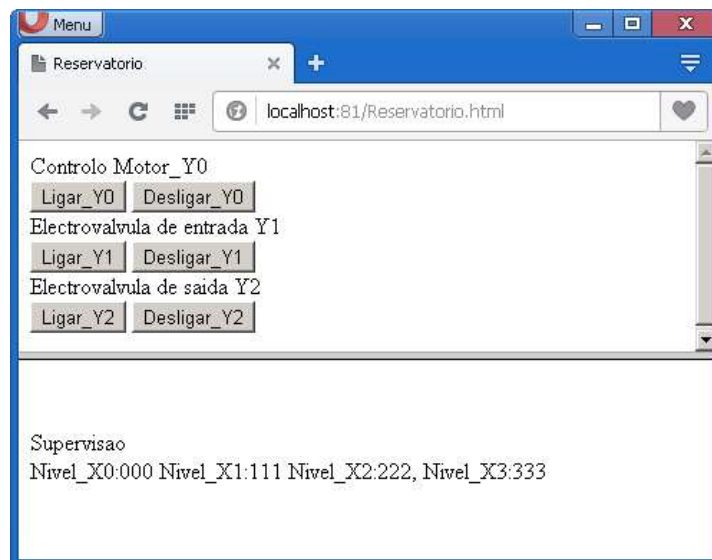 Menu
Reservatorio
localhost:81/Reservatorio.html
Controlo Motor_Y0
Ligar_Y0 Desligar_Y0
Electrovalvula de entrada Y1
Ligar_Y1 Desligar_Y1
Electrovalvula de saida Y2
Ligar_Y2 Desligar_Y2
Supervisao
Nivel_X0:000 Nivel_X1:111 Nivel_X2:222, Nivel_X3:333